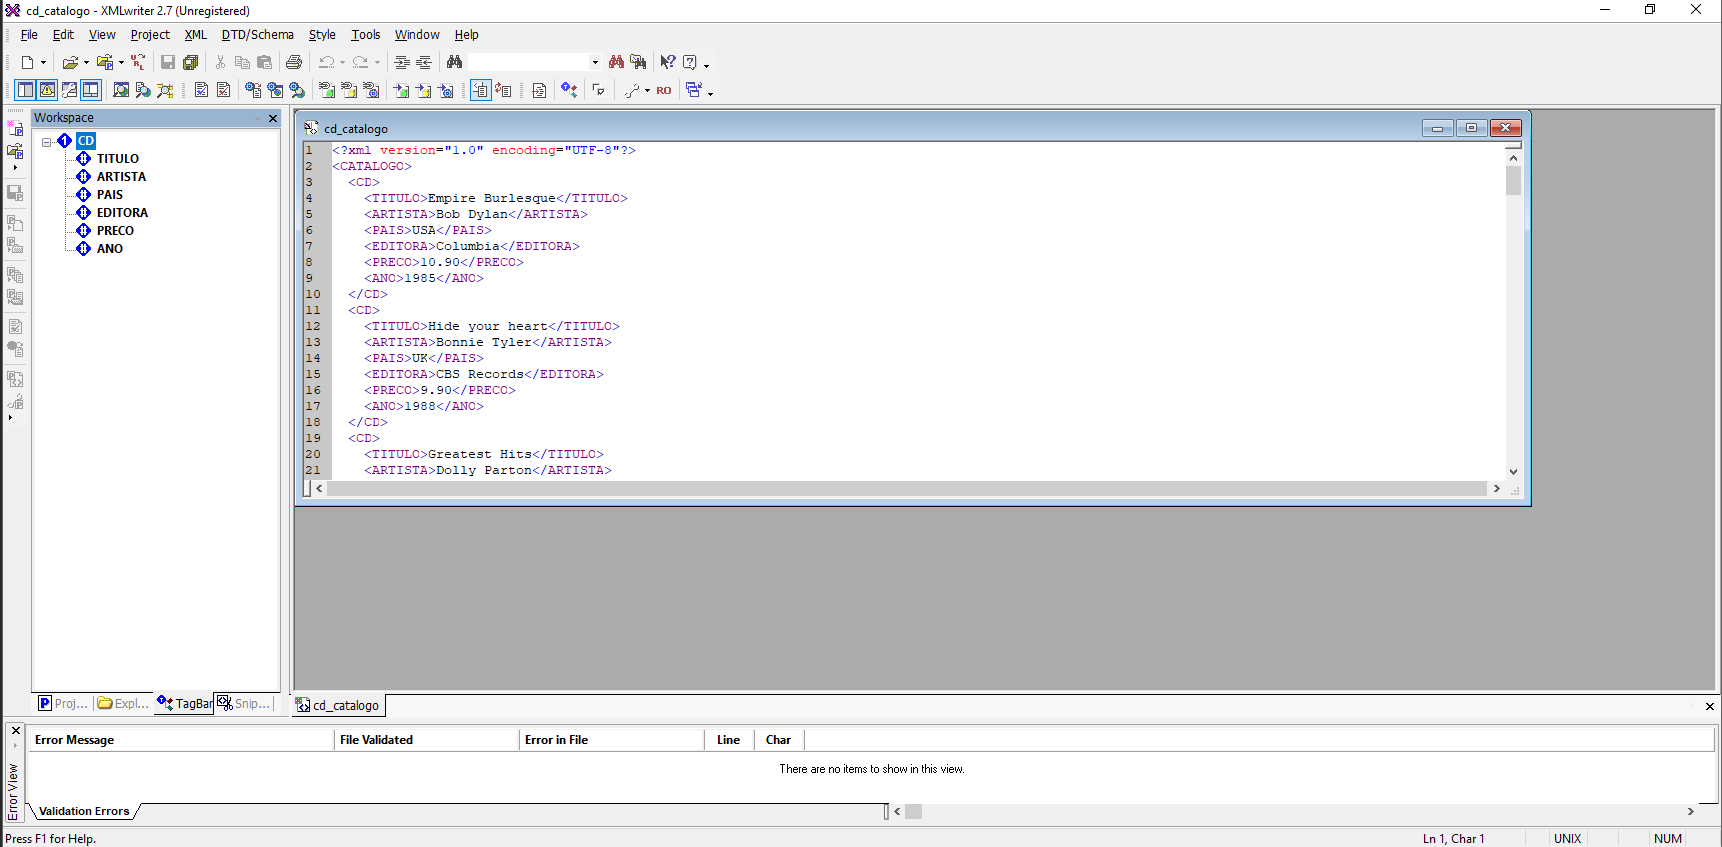 cd_catalogo - XMLwriter 2.7 (Unregistered)
File Edit View Project XML DTD/Schema Style Tools Window Help
RO
Workspace
CD
TITULO
ARTISTA
PAIS
EDITORA
PRECO
ANO
cd_catalogo
1 <?xml version="1.0" encoding="UTF-8"?>
2 <CATALOGO>
3 <CD>
4 <TITULO>Empire Burlesque</TITULO>
5 <ARTISTA>Bob Dylan</ARTISTA>
6 <PAIS>USA</PAIS>
7 <EDITORA>Columbia</EDITORA>
8 <PRECO>10.90</PRECO>
9 <ANO>1985</ANO>
10 </CD>
11 <CD>
12 <TITULO>Hide your heart</TITULO>
13 <ARTISTA>Bonnie Tyler</ARTISTA>
14 <PAIS>UK</PAIS>
15 <EDITORA>CBS Records</EDITORA>
16 <PRECO>9.90</PRECO>
17 <ANO>1988</ANO>
18 </CD>
19 <CD>
20 <TITULO>Greatest Hits</TITULO>
21 <ARTISTA>Dolly Parton</ARTISTA>
Proj... Expl... TagBar Snip...
cd_catalogo
Error View
Error Message File Validated Error in File Line Char
There are no items to show in this view.
Validation Errors
Press F1 for Help. Ln 1, Char 1 UNIX NUM